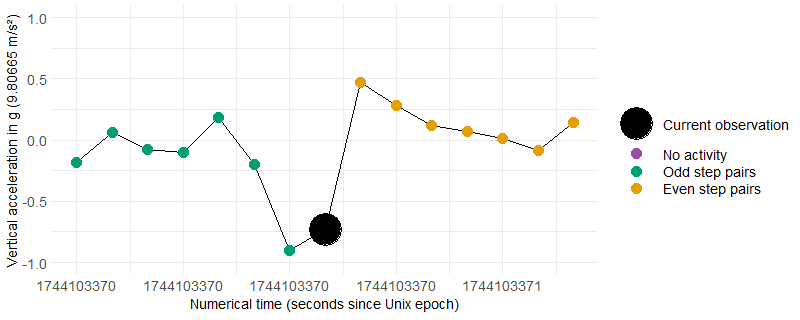 Vertical acceleration in g (9.80665 m/s²)
1.0
0.5
0.0
-0.5
-1.0
1744103370 1744103370 1744103370 1744103370 1744103371
Numerical time (seconds since Unix epoch)
Current observation
No activity
Odd step pairs
Even step pairs